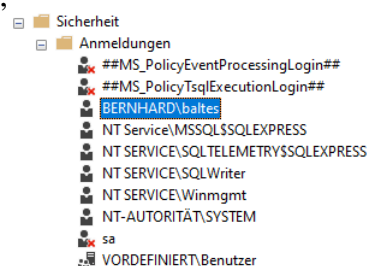 ,
Sicherheit
Anmeldungen
##MS_PolicyEventProcessingLogin##
##MS_PolicyTsqlExecutionLogin##
BERNHARD\baltes
NT Service\MSSQL$SQLEXPRESS
NT SERVICE\SQLTELEMETRY$SQLEXPRESS
NT SERVICE\SQLWriter
NT SERVICE\Winmgmt
NT-AUTORITÄT\SYSTEM
sa
VORDEFINIERT\Benutzer